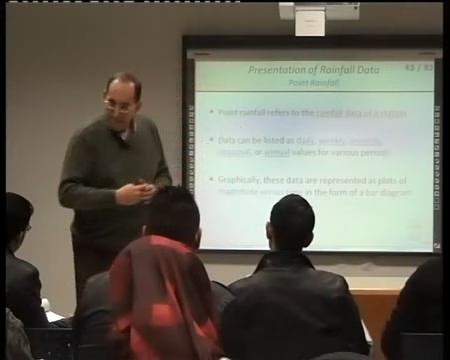 Presentation of Rainfall Data
43 / 93
Point Rainfall
• Point rainfall refers to the rainfall data of a station
• Data can be listed as daily, weekly, monthly,
seasonal, or annual values for various periods
• Graphically, these data are represented as plots of
magnitude versus time in the form of a bar diagram